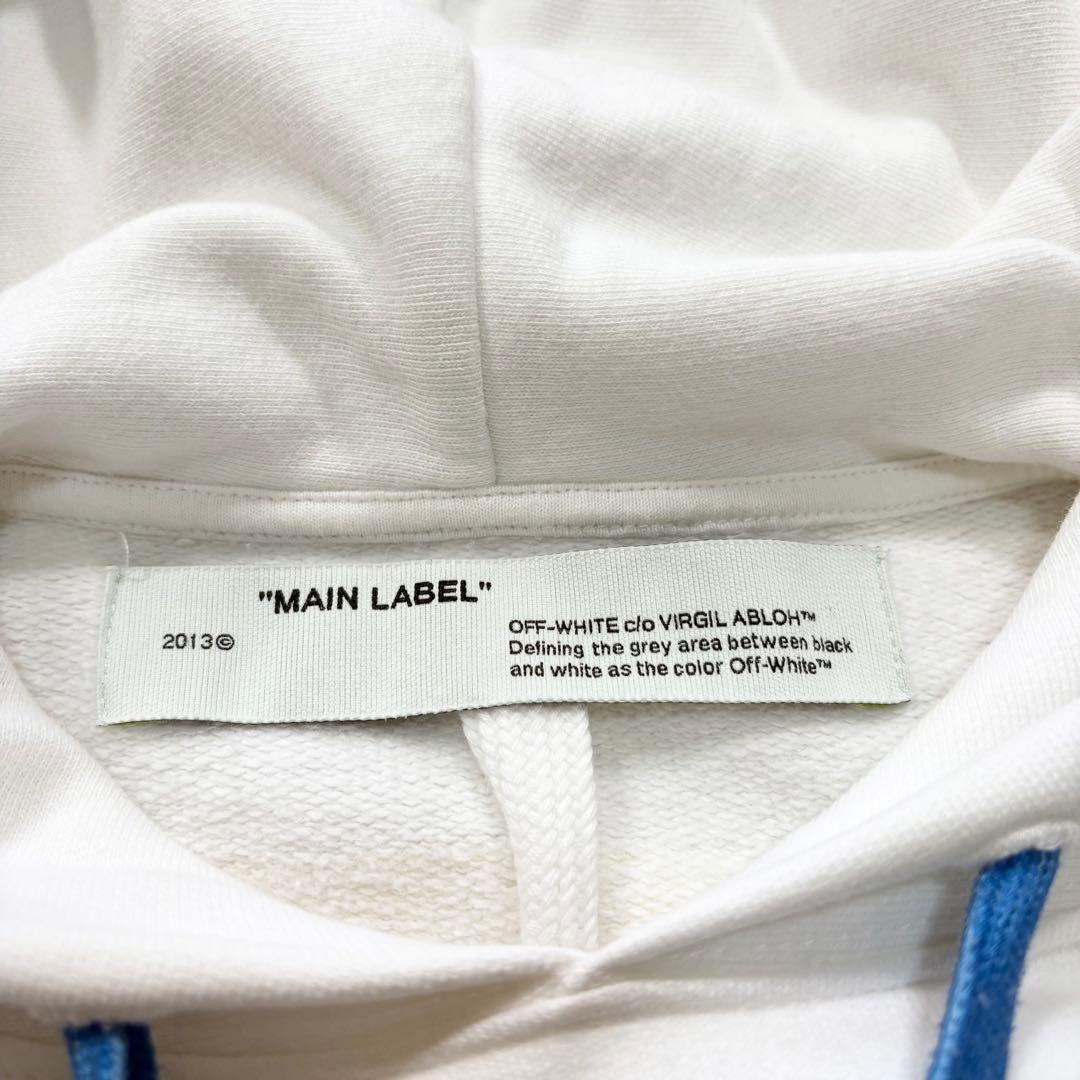 "MAIN LABEL"
2013©
OFF-WHITE c/o VIRGIL ABLOH™
Defining the grey area between black
and white as the color Off-White™